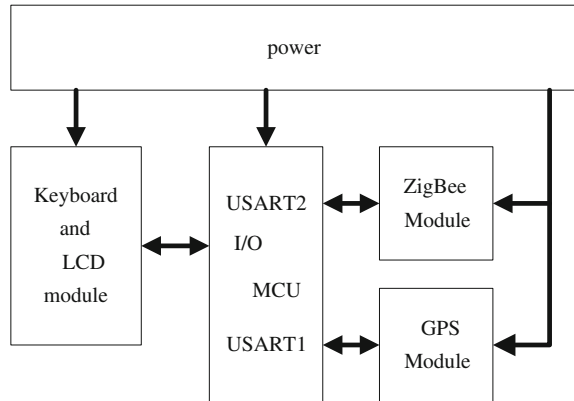 power
Keyboard
and
LCD
module
USART2
I/O
MCU
USART1
ZigBee
Module
GPS
Module